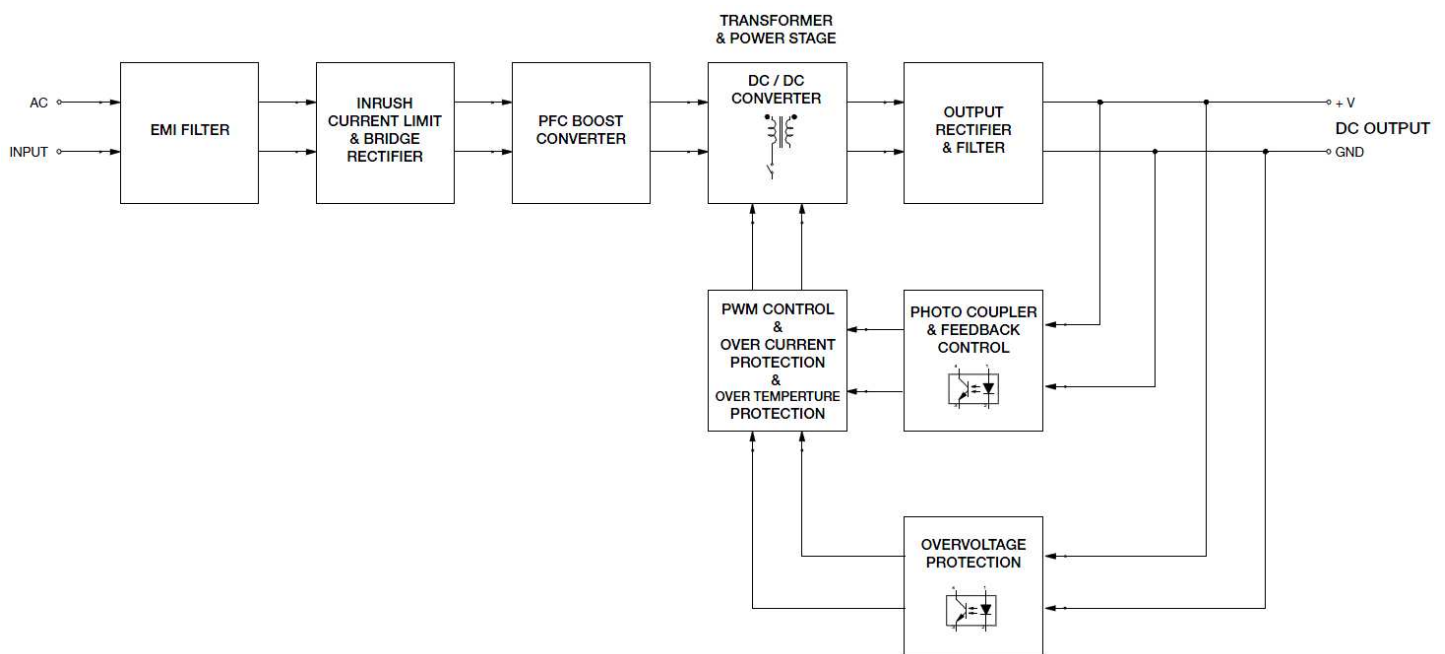 TRANSFORMER
& POWER STAGE
AC
INPUT
EMI FILTER
INRUSH
CURRENT LIMIT
& BRIDGE
RECTIFIER
PFC BOOST
CONVERTER
DC / DC
CONVERTER
OUTPUT
RECTIFIER
& FILTER
+ V
DC OUTPUT
GND
PWM CONTROL
&
OVER CURRENT
PROTECTION
&
OVER TEMPERTURE
PROTECTION
PHOTO COUPLER
& FEEDBACK
CONTROL
OVERVOLTAGE
PROTECTION